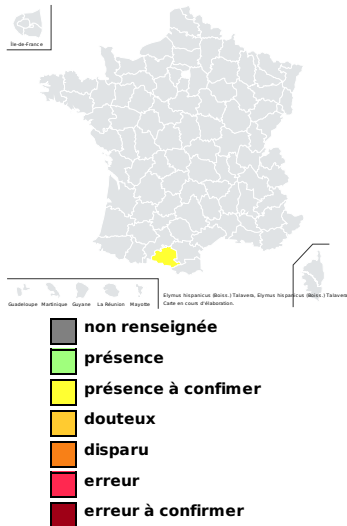 Île-de-France
Guadeloupe Martinique Guyane La Réunion Mayotte
Elymus hispanicus (Boiss.) Talavera, Elymus hispanicus (Boiss.) Talavera
Carte en cours d'élaboration.
non renseignée
présence
présence à confimer
douteux
disparu
erreur
erreur à confirmer